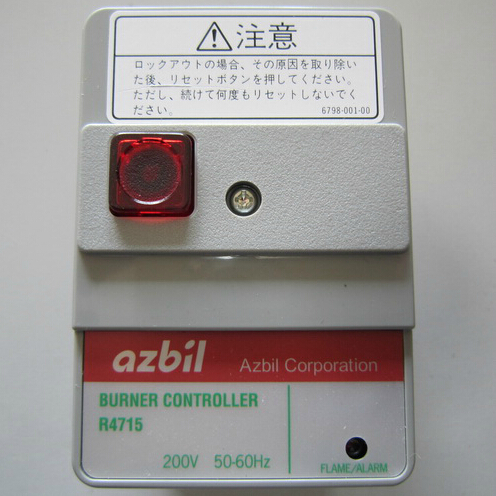 注意
ロックアウトの場合、その原因を取り除い
た後、リセットボタンを押してください。
ただし、続けて何度もリセットしないでく
ださい。
6798-001-00
azbil Azbil Corporation
BURNER CONTROLLER
R4715
200V 50-60Hz
FLAME/ALARM